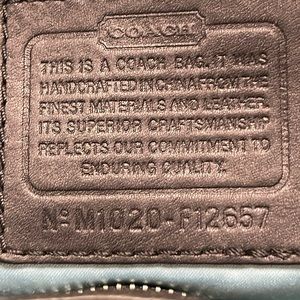 COACH
THIS IS A COACH BAG. IT WAS
HANDCRAFTED IN CHINA FROM THE
FINEST MATERIALS AND LEATHER.
ITS SUPERIOR CRAFTSMANSHIP
REFLECTS OUR COMMITMENT TO
ENDURING QUALITY.
Nº M1020-F12657